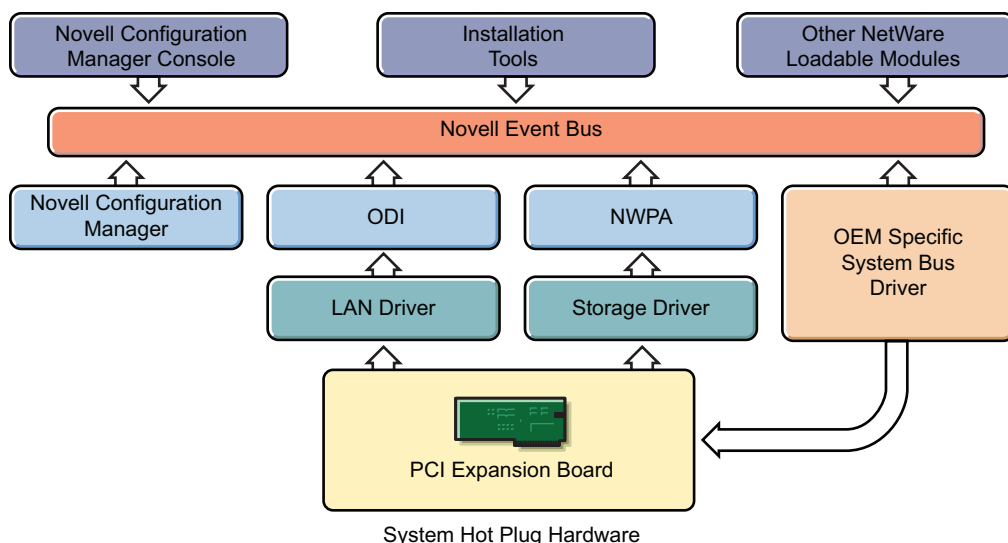 Novell Configuration
Manager Console
Installation
Tools
Other NetWare
Loadable Modules
Novell Event Bus
Novell Configuration
Manager
ODI
NWPA
OEM Specific
System Bus
Driver
LAN Driver
Storage Driver
PCI Expansion Board
System Hot Plug Hardware